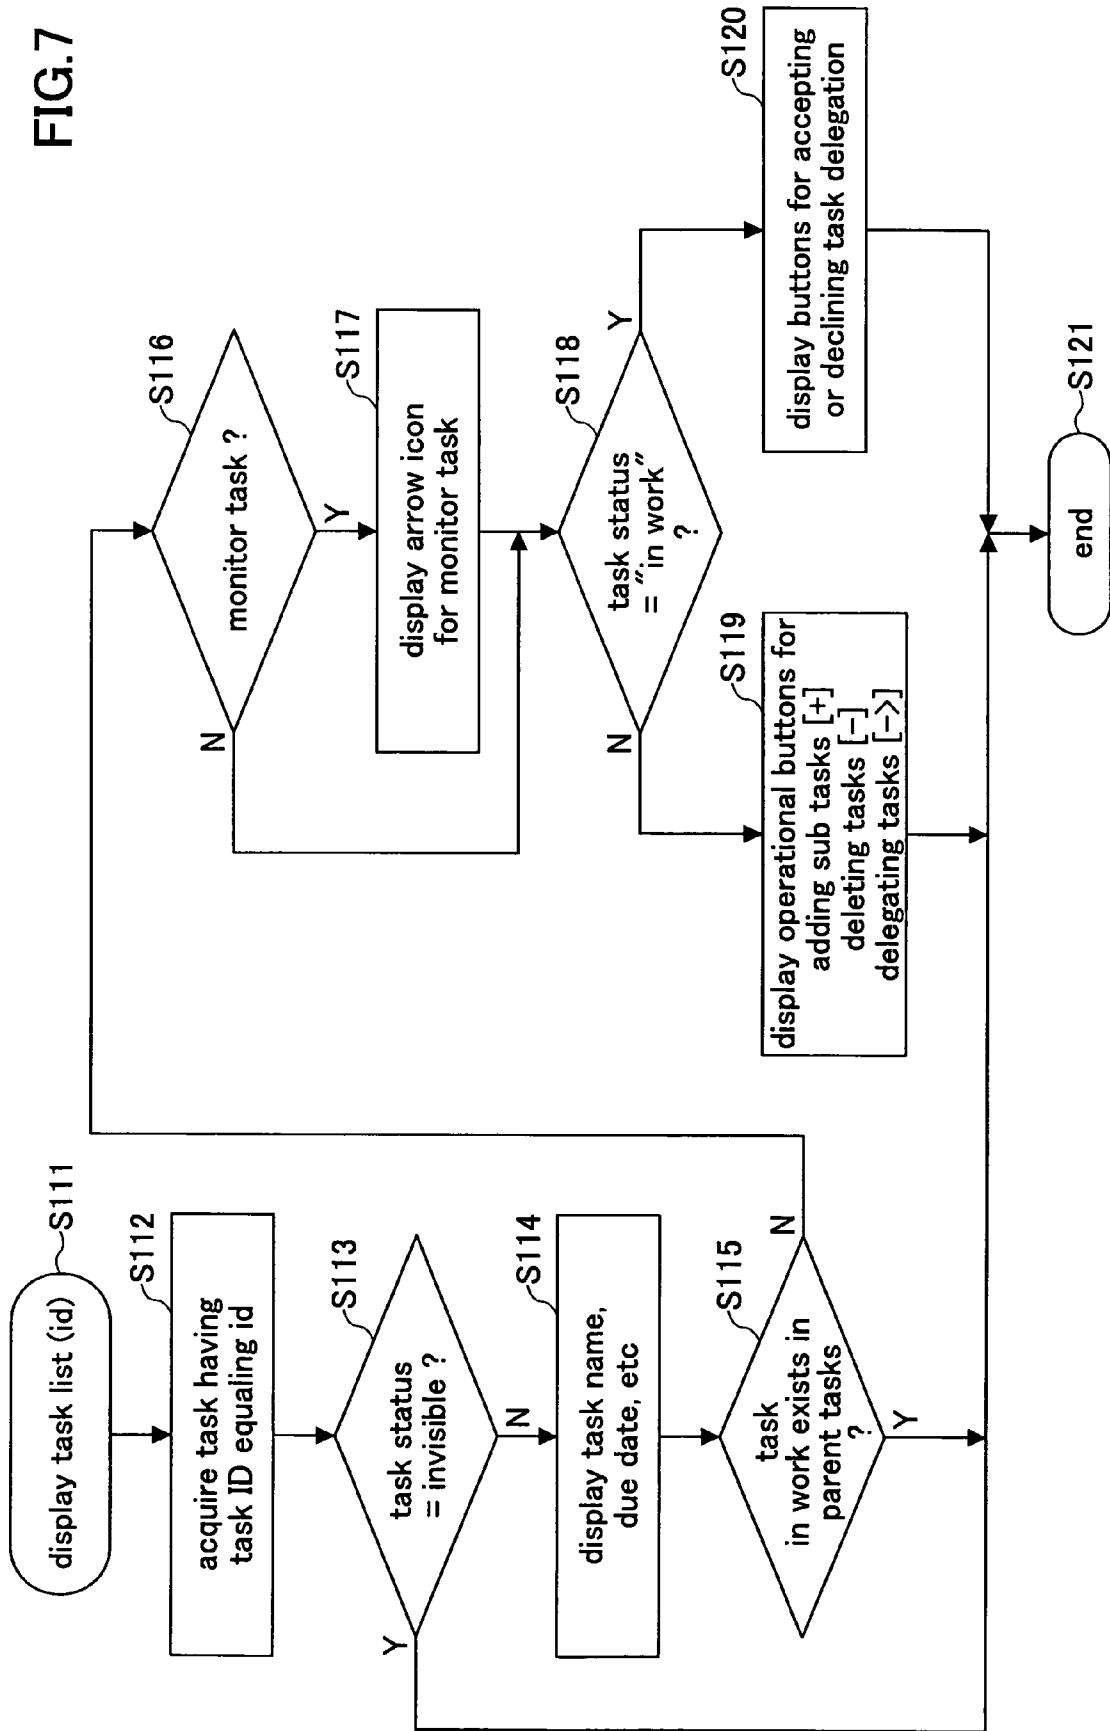 FIG.7
display task list (id)
S111
S112
acquire task having
task ID equaling id
S113
task status
= invisible ?
Y
N
S114
display task name,
due date, etc
S115
task
in work exists in
parent tasks
?
N
Y
S116
monitor task ?
N
Y
S117
display arrow icon
for monitor task
S118
task status
= "in work"
?
N
Y
S119
display operational buttons for
adding sub tasks [+]
deleting tasks [−]
delegating tasks [−>]
S120
display buttons for accepting
or declining task delegation
S121
end